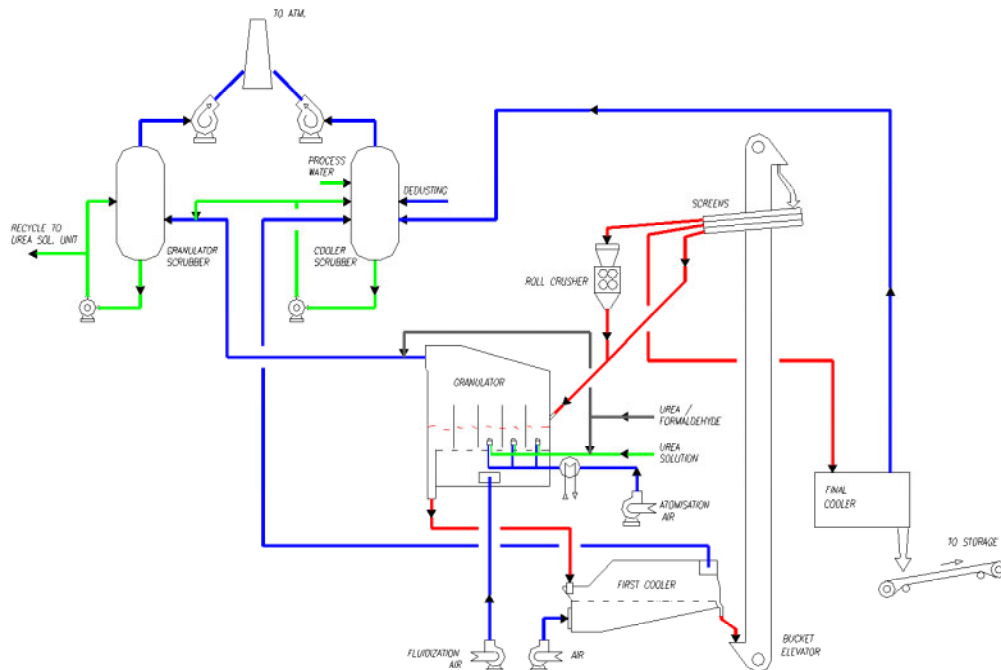 TO ATM.
PROCESS
WATER
DEDUSTING
SCREENS
RECYCLE TO
UREA SOL. UNIT
GRANULATOR
SCRUBBER
COOLER
SCRUBBER
ROLL CRUSHER
GRANULATOR
UREA /
FORMALDEHYDE
UREA
SOLUTION
M
ATOMISATION
AIR
FINAL
COOLER
TO STORAGE
FIRST COOLER
FLUIDIZATION
AIR
AIR
BUCKET
ELEVATOR